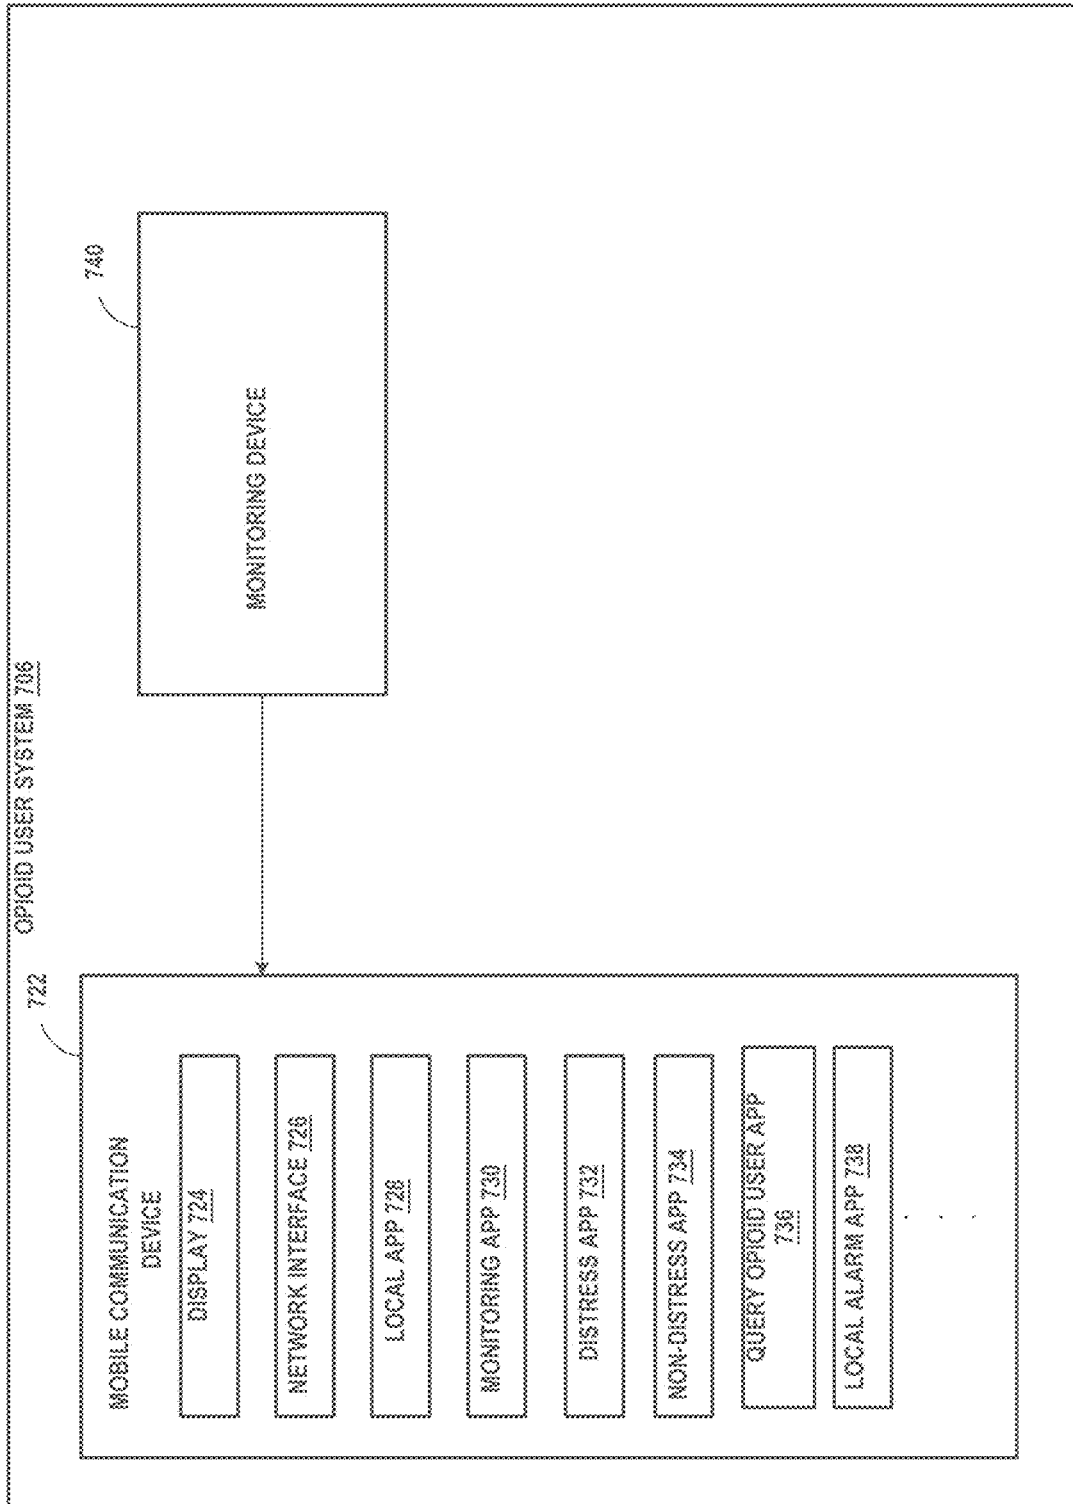 OPIOID USER SYSTEM 706
722
MOBILE COMMUNICATION
DEVICE
DISPLAY 724
NETWORK INTERFACE 726
LOCAL APP 728
MONITORING APP 730
DISTRESS APP 732
NON-DISTRESS APP 734
QUERY OPIOID USER APP
736
LOCAL ALARM APP 738
. . .
740
MONITORING DEVICE